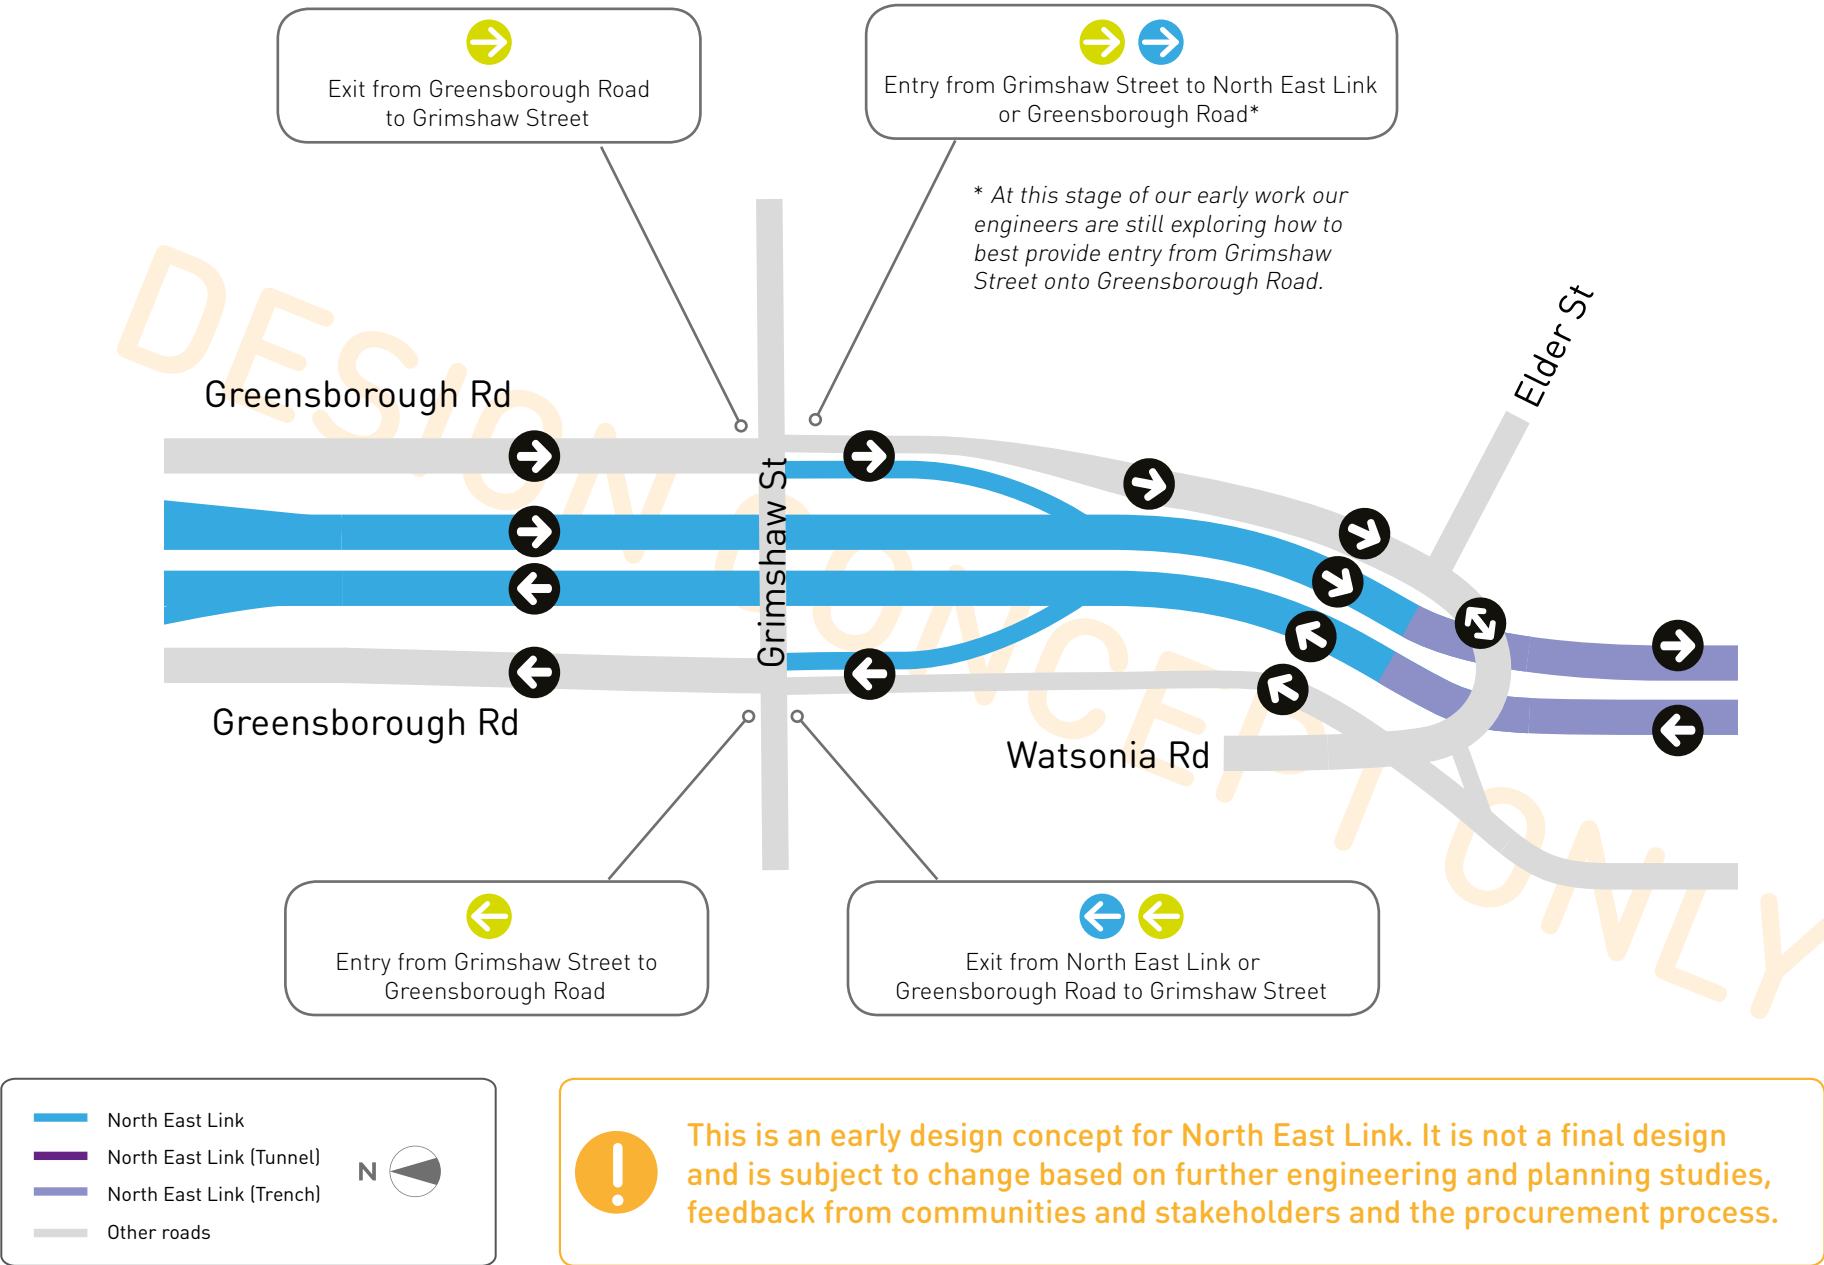 Exit from Greensborough Road
to Grimshaw Street
Entry from Grimshaw Street to North East Link
or Greensborough Road*
* At this stage of our early work our
engineers are still exploring how to
best provide entry from Grimshaw
Street onto Greensborough Road.
DESIGN CONCEPT ONLY
Elder St
Greensborough Rd
Grimshaw St
Greensborough Rd
Watsonia Rd
Entry from Grimshaw Street to
Greensborough Road
Exit from North East Link or
Greensborough Road to Grimshaw Street
North East Link
North East Link (Tunnel)
North East Link (Trench)
Other roads
N
This is an early design concept for North East Link. It is not a final design
and is subject to change based on further engineering and planning studies,
feedback from communities and stakeholders and the procurement process.